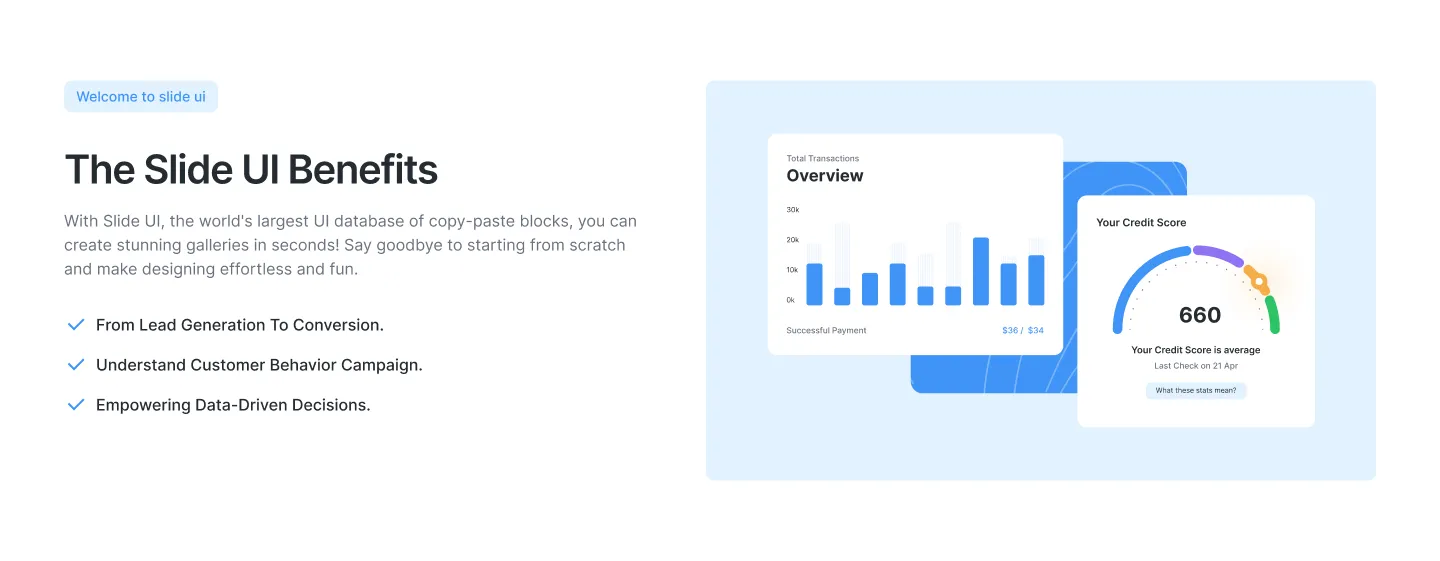 Welcome to slide ui
The Slide UI Benefits
With Slide UI, the world's largest UI database of copy-paste blocks, you can
create stunning galleries in seconds! Say goodbye to starting from scratch
and make designing effortless and fun.
From Lead Generation To Conversion.
Understand Customer Behavior Campaign.
Empowering Data-Driven Decisions.
Total Transactions
Overview
30k
20k
10k
0k
Successful Payment
$36 / $34
Your Credit Score
660
Your Credit Score is average
Last Check on 21 Apr
What these stats mean?